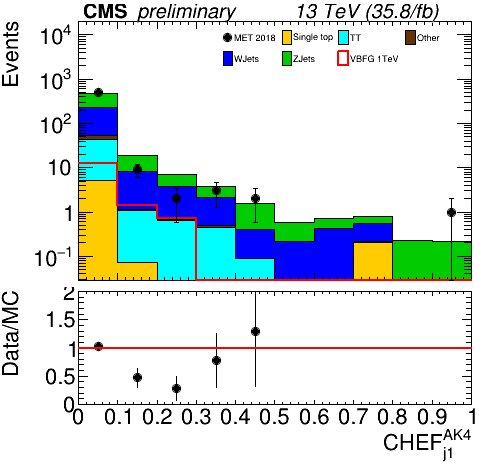 CMS preliminary 13 TeV (35.8/fb)
Events
MET 2018 Single top TT Other
WJets ZJets VBFG 1TeV
10^4
10^3
10^2
10
1
10^−1
Data/MC
2
1.5
1
0.5
0
0 0.1 0.2 0.3 0.4 0.5 0.6 0.7 0.8 0.9 1
CHEF_j1^AK4